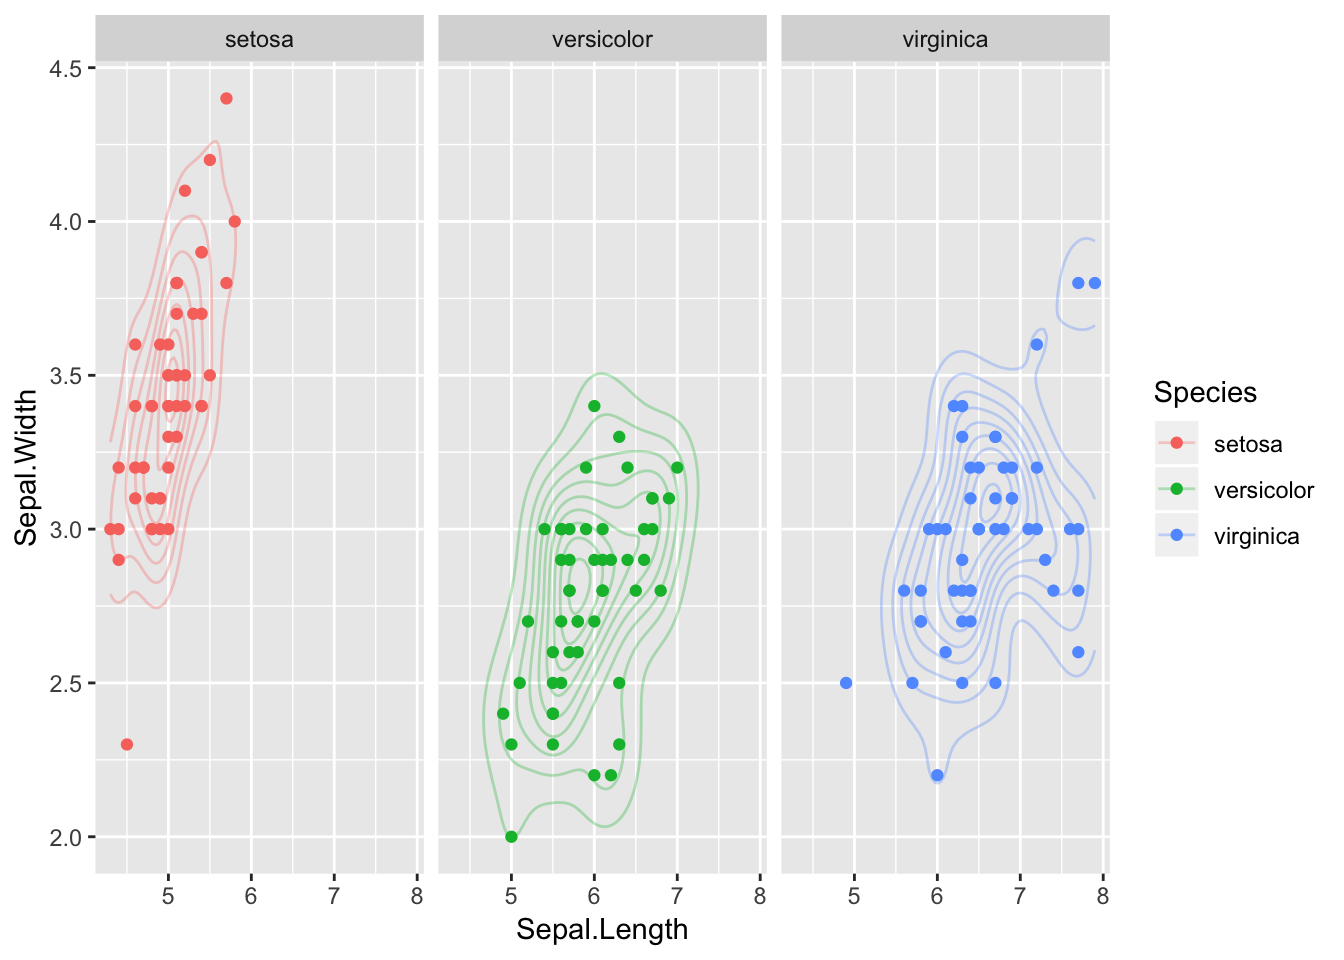 setosa
versicolor
virginica
4.5
4.0
3.5
3.0
2.5
2.0
Sepal.Width
5 6 7 8
5 6 7 8
5 6 7 8
Sepal.Length
Species
setosa
versicolor
virginica